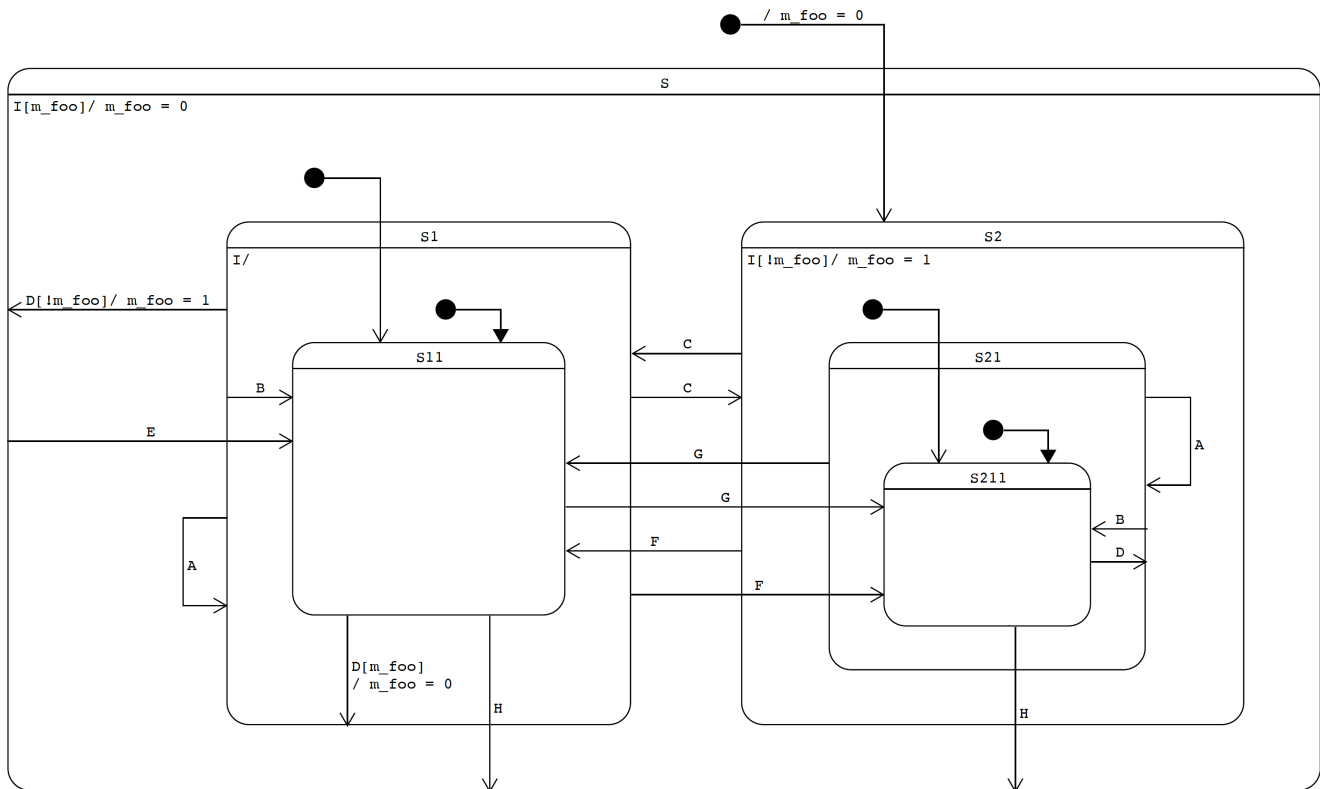 / m_foo = 0
S
I[m_foo]/ m_foo = 0
S1
S2
I/
I[!m_foo]/ m_foo = 1
D[!m_foo]/ m_foo = 1
S11
C
S21
B
C
E
G
A
S211
G
B
F
D
A
F
D[m_foo]
/ m_foo = 0
H
H